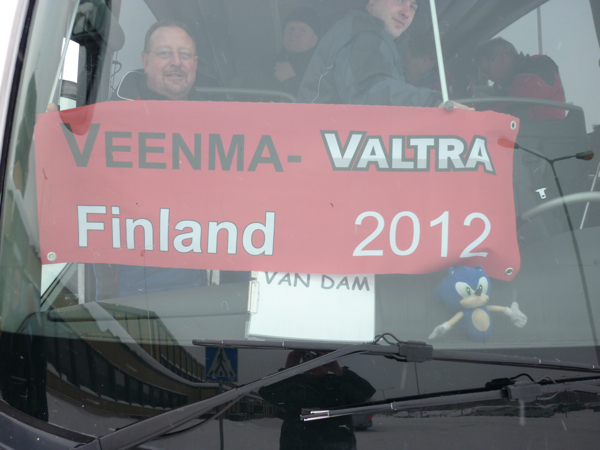 VEENMA- VALTRA
Finland 2012
VAN DAM